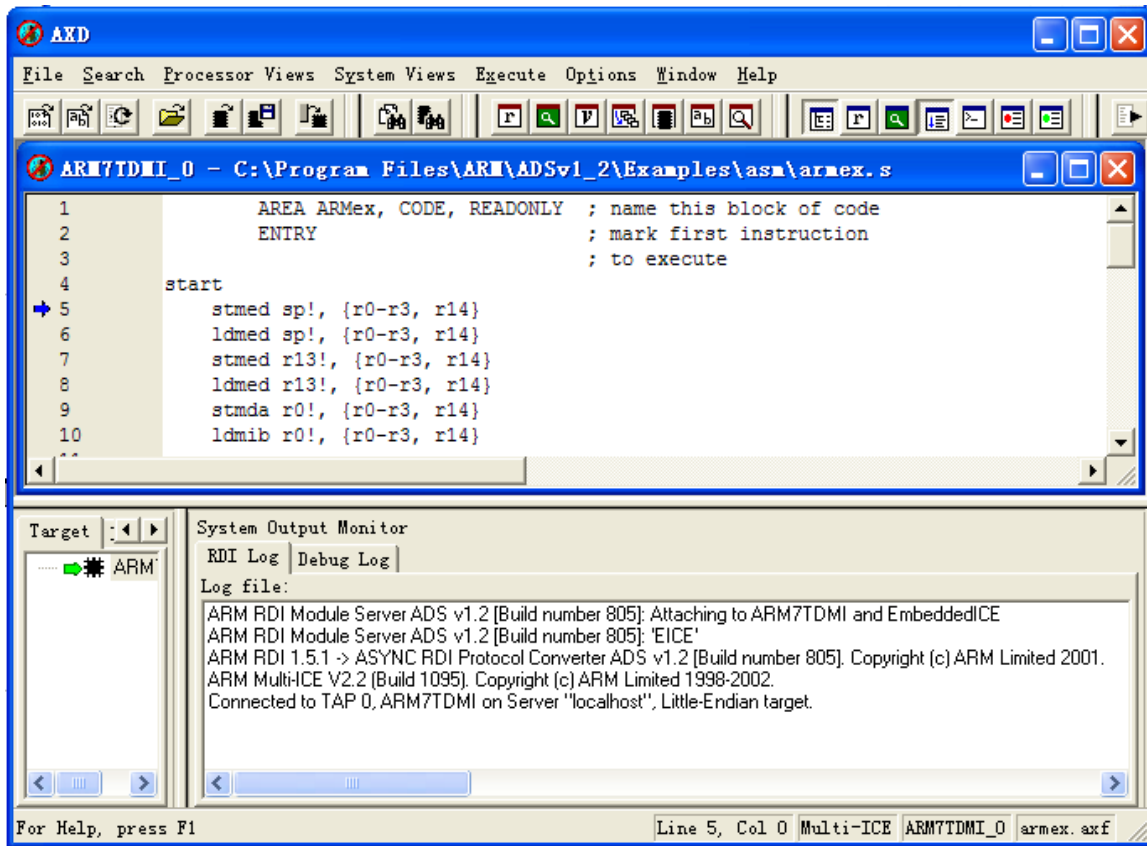 AXD
File Search Processor Views System Views Execute Options Window Help
ARM7TDMI_0 - C:\Program Files\ARM\ADSv1_2\Examples\asm\armex.s
1 AREA ARMex, CODE, READONLY ; name this block of code
2 ENTRY ; mark first instruction
3 ; to execute
4 start
5 stmed sp!, {r0-r3, r14}
6 ldmed sp!, {r0-r3, r14}
7 stmed r13!, {r0-r3, r14}
8 ldmed r13!, {r0-r3, r14}
9 stmda r0!, {r0-r3, r14}
10 ldmib r0!, {r0-r3, r14}
Target
ARM
System Output Monitor
RDI Log Debug Log
Log file:
ARM RDI Module Server ADS v1.2 [Build number 805]: Attaching to ARM7TDMI and EmbeddedICE
ARM RDI Module Server ADS v1.2 [Build number 805]: 'EICE'
ARM RDI 1.5.1 -> ASYNC RDI Protocol Converter ADS v1.2 [Build number 805]. Copyright (c) ARM Limited 2001.
ARM Multi-ICE V2.2 (Build 1095). Copyright (c) ARM Limited 1998-2002.
Connected to TAP 0, ARM7TDMI on Server "localhost", Little-Endian target.
For Help, press F1
Line 5, Col 0 Multi-ICE ARM7TDMI_0 armex.axf